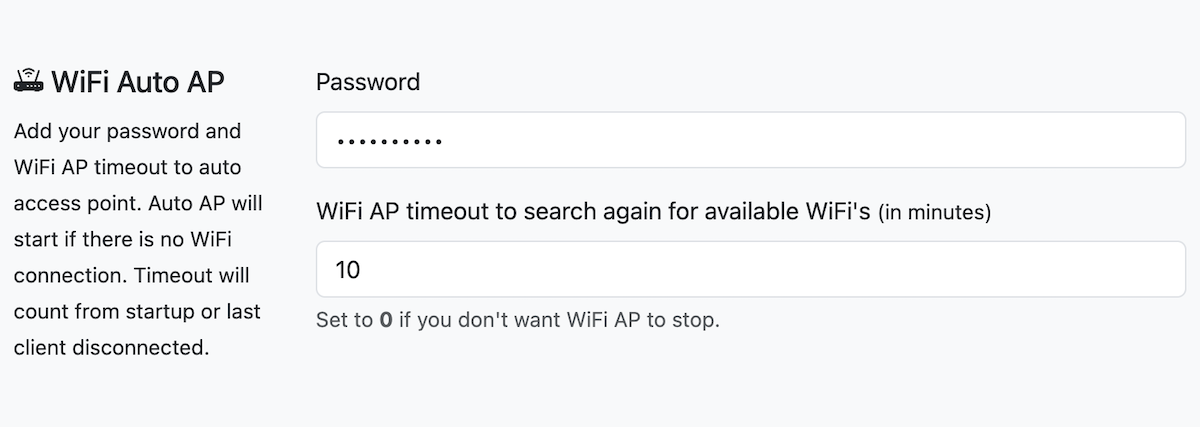 WiFi Auto AP
Add your password and
WiFi AP timeout to auto
access point. Auto AP will
start if there is no WiFi
connection. Timeout will
count from startup or last
client disconnected.
Password
••••••••••
WiFi AP timeout to search again for available WiFi's (in minutes)
10
Set to 0 if you don't want WiFi AP to stop.